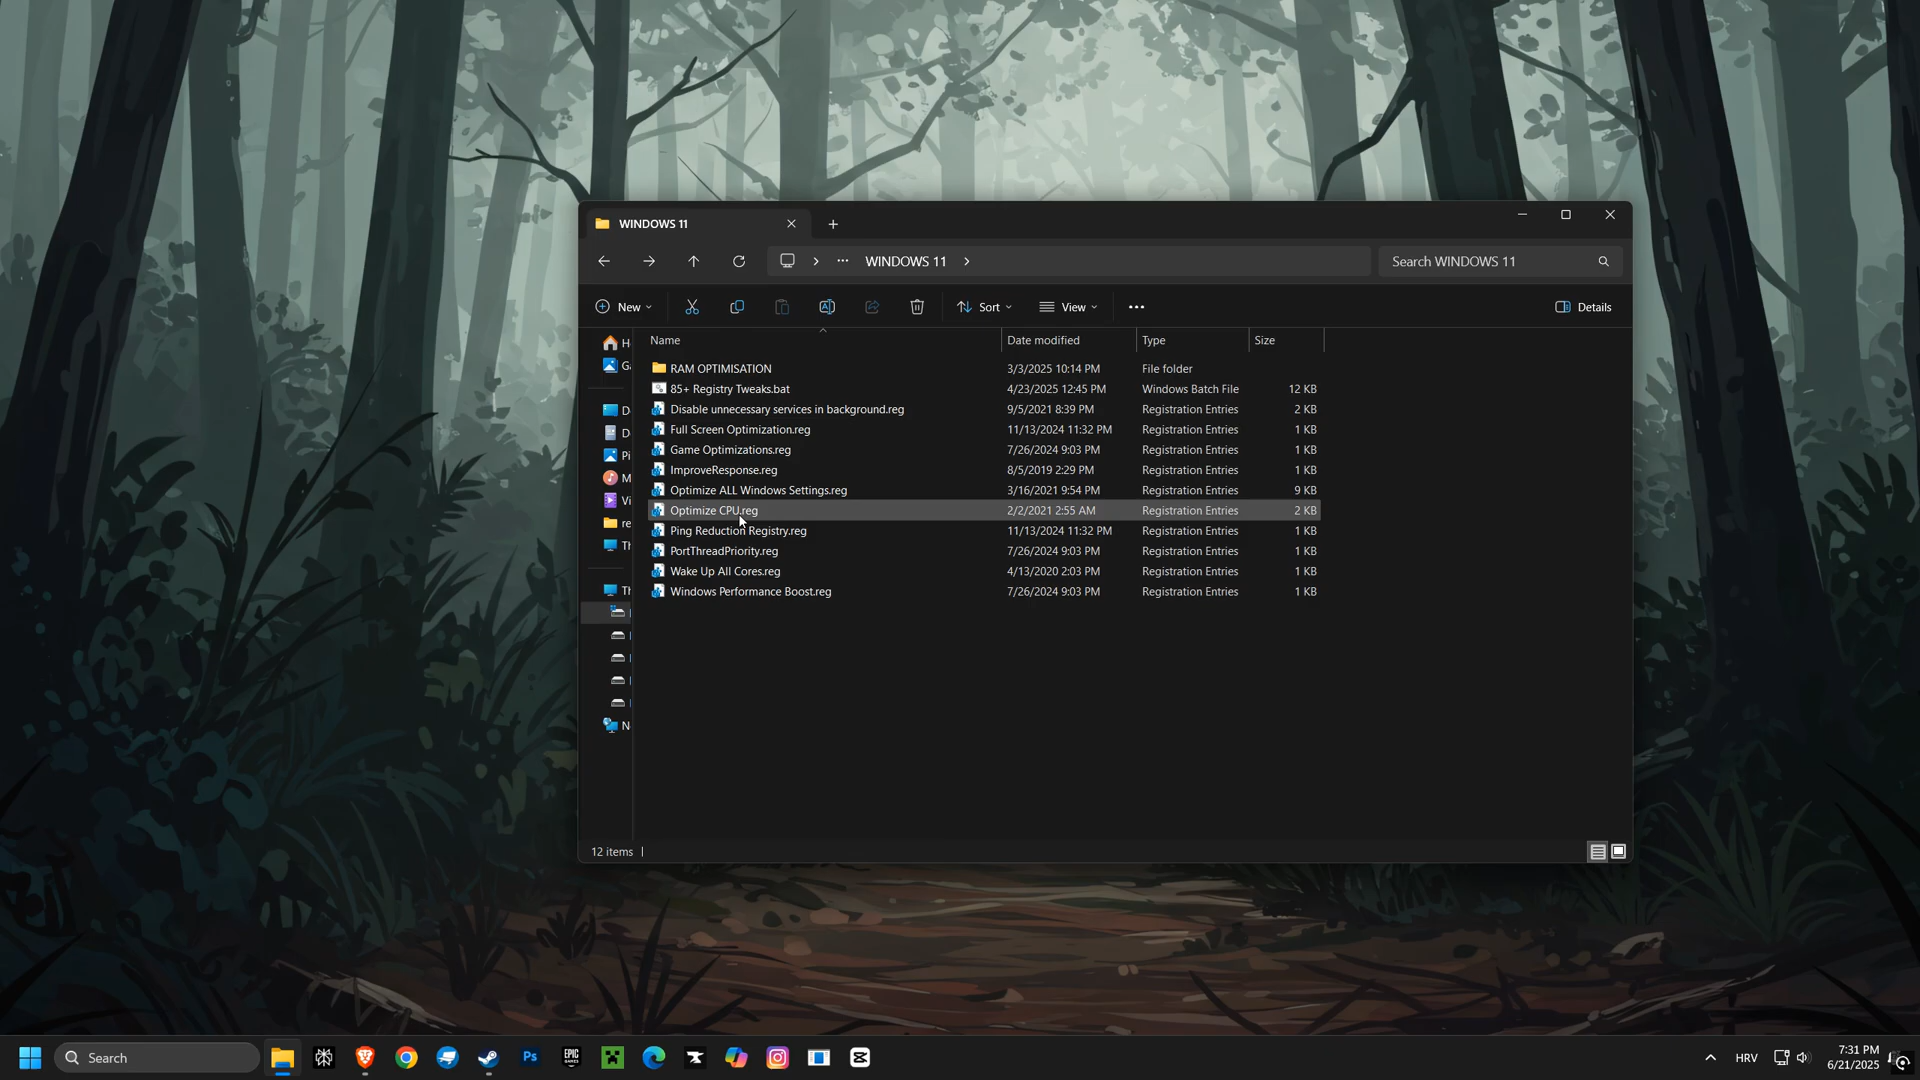 WINDOWS 11
WINDOWS 11
Search WINDOWS 11
New
Sort
View
Details
Name Date modified Type Size
RAM OPTIMISATION 3/3/2025 10:14 PM File folder
85+ Registry Tweaks.bat 4/23/2025 12:45 PM Windows Batch File 12 KB
Disable unnecessary services in background.reg 9/5/2021 8:39 PM Registration Entries 2 KB
Full Screen Optimization.reg 11/13/2024 11:32 PM Registration Entries 1 KB
Game Optimizations.reg 7/26/2024 9:03 PM Registration Entries 1 KB
ImproveResponse.reg 8/5/2019 2:29 PM Registration Entries 1 KB
Optimize ALL Windows Settings.reg 3/16/2021 9:54 PM Registration Entries 9 KB
Optimize CPU.reg 2/2/2021 2:55 AM Registration Entries 2 KB
Ping Reduction Registry.reg 11/13/2024 11:32 PM Registration Entries 1 KB
PortThreadPriority.reg 7/26/2024 9:03 PM Registration Entries 1 KB
Wake Up All Cores.reg 4/13/2020 2:03 PM Registration Entries 1 KB
Windows Performance Boost.reg 7/26/2024 9:03 PM Registration Entries 1 KB
12 items
Search
Ps
EPIC GAMES
HRV
7:31 PM
6/21/2025